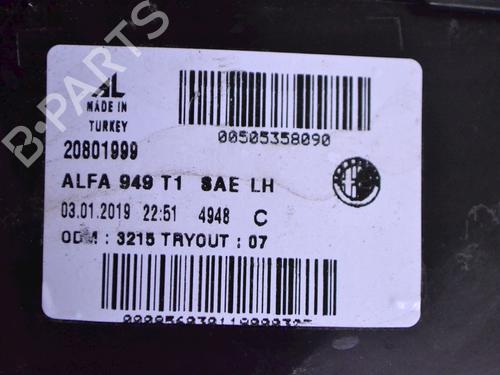 AL
MADE IN
TURKEY
00505358090
20801999
ALFA 949 T1 SAE LH
03.01.2019 22:51 4948 C
ODM : 3215 TRYOUT : 07
B-PARTS